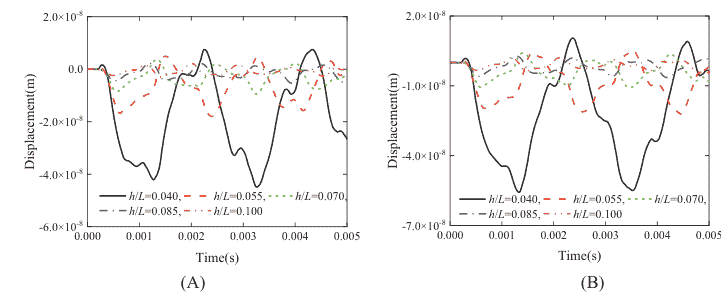 2.0×10⁻⁸
0.0
-2.0×10⁻⁸
-4.0×10⁻⁸
-6.0×10⁻⁸
Displacement(m)
h/L=0.040, h/L=0.055, h/L=0.070,
h/L=0.085, h/L=0.100
0.000 0.001 0.002 0.003 0.004 0.005
Time(s)
(A)
2.0×10⁻⁸
-1.0×10⁻⁸
-4.0×10⁻⁸
-7.0×10⁻⁸
Displacement(m)
h/L=0.040, h/L=0.055, h/L=0.070,
h/L=0.085, h/L=0.100
0.000 0.001 0.002 0.003 0.004 0.005
Time(s)
(B)